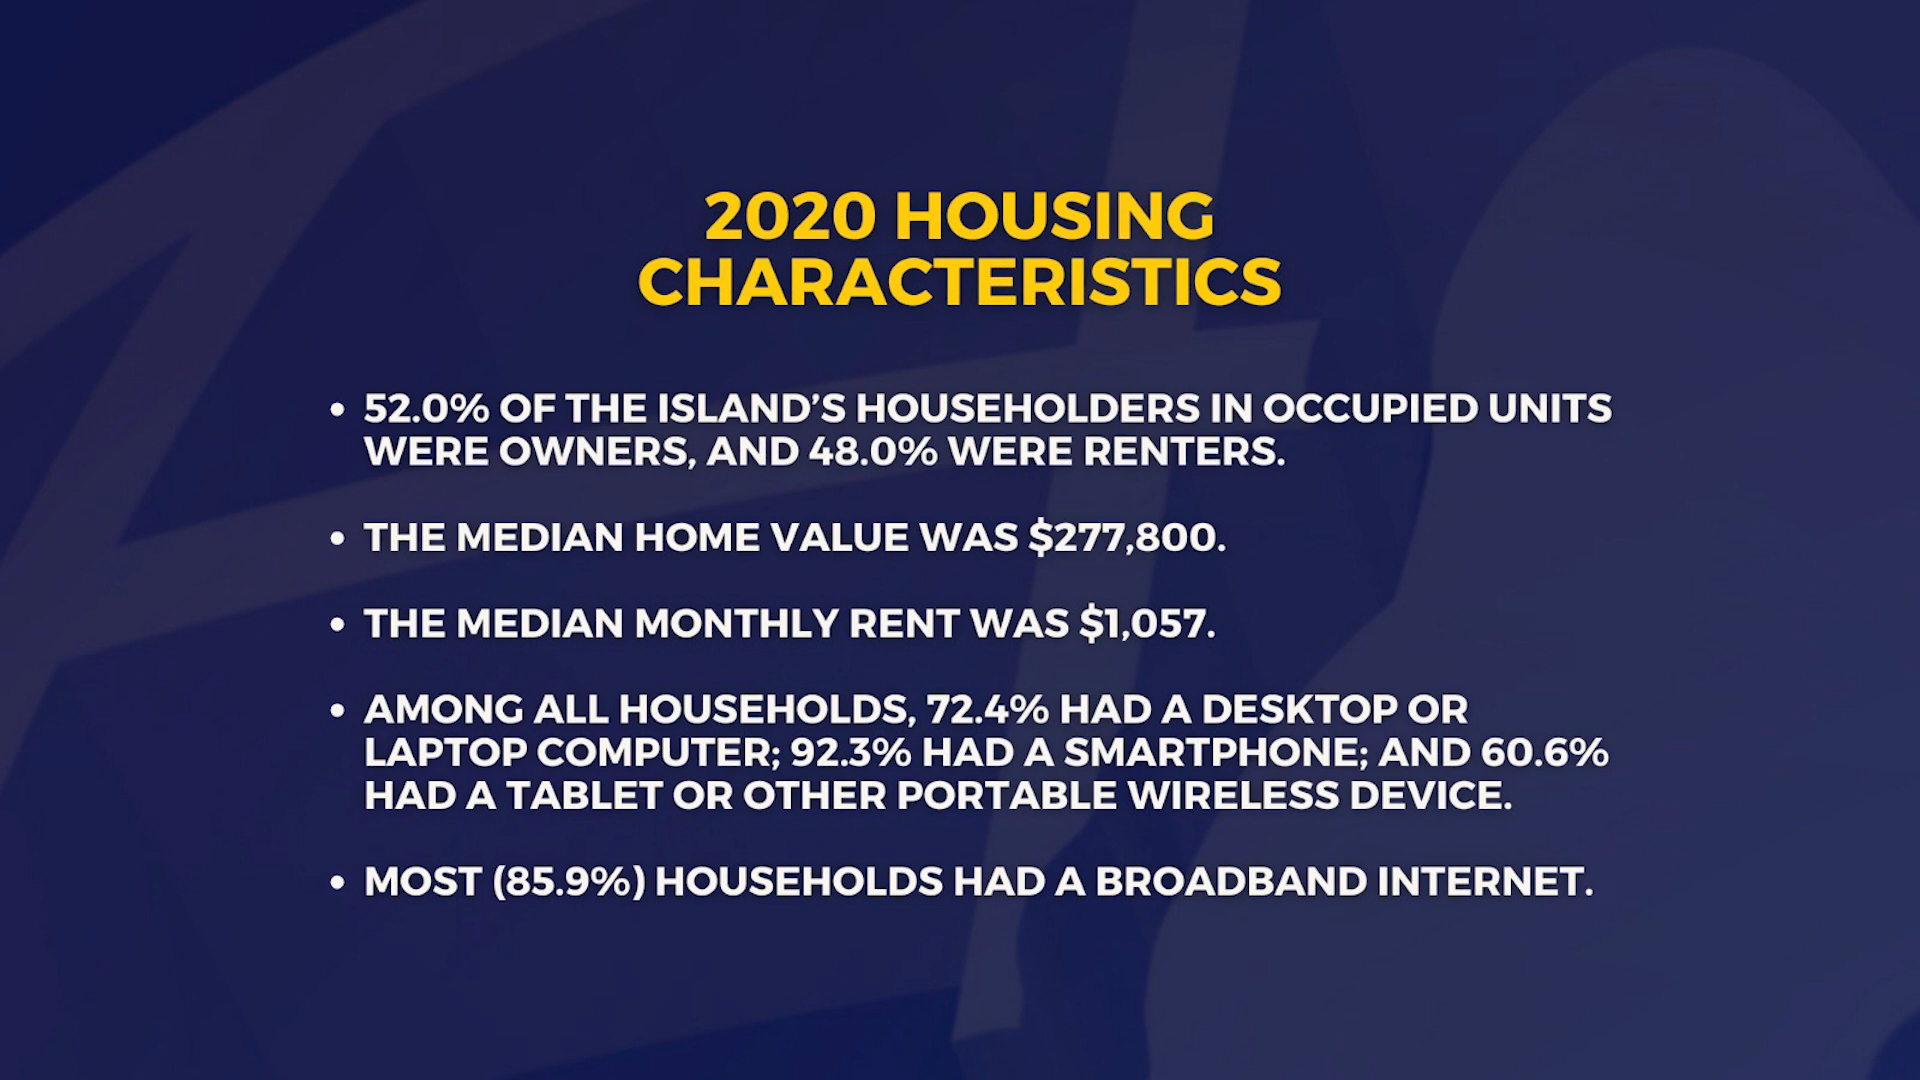 2020 HOUSING
CHARACTERISTICS
• 52.0% OF THE ISLAND’S HOUSEHOLDERS IN OCCUPIED UNITS
WERE OWNERS, AND 48.0% WERE RENTERS.
• THE MEDIAN HOME VALUE WAS $277,800.
• THE MEDIAN MONTHLY RENT WAS $1,057.
• AMONG ALL HOUSEHOLDS, 72.4% HAD A DESKTOP OR
LAPTOP COMPUTER; 92.3% HAD A SMARTPHONE; AND 60.6%
HAD A TABLET OR OTHER PORTABLE WIRELESS DEVICE.
• MOST (85.9%) HOUSEHOLDS HAD A BROADBAND INTERNET.